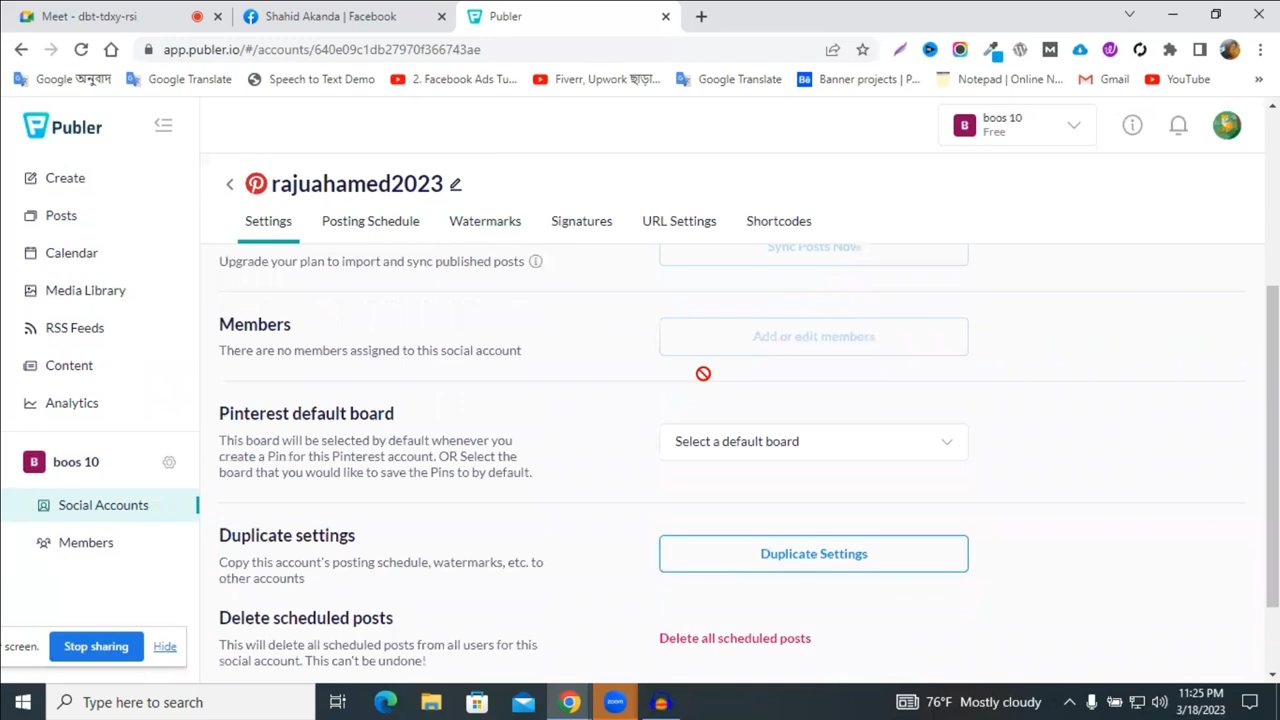 Meet - dbt-tdxy-rsi
Shahid Akanda | Facebook
Publer
app.publer.io/#/accounts/640e09c1db27970f366743ae
Google অনুবাদ
Google Translate
Speech to Text Demo
2. Facebook Ads Tu...
Fiverr, Upwork ছাড়া...
Google Translate
Banner projects | P...
Notepad | Online N...
Gmail
YouTube
»
Publer
boos 10
Free
Create
Posts
Calendar
Media Library
RSS Feeds
Content
Analytics
B boos 10
Social Accounts
Members
rajuahamed2023
Settings
Posting Schedule
Watermarks
Signatures
URL Settings
Shortcodes
Sync Posts Now
Upgrade your plan to import and sync published posts
Members
There are no members assigned to this social account
Add or edit members
Pinterest default board
This board will be selected by default whenever you
create a Pin for this Pinterest account. OR Select the
board that you would like to save the Pins to by default.
Select a default board
Duplicate settings
Copy this account's posting schedule, watermarks, etc. to
other accounts
Duplicate Settings
Delete scheduled posts
This will delete all scheduled posts from all users for this
social account. This can't be undone!
Delete all scheduled posts
screen.
Stop sharing
Hide
Type here to search
zoom
76°F Mostly cloudy
11:25 PM
3/18/2023